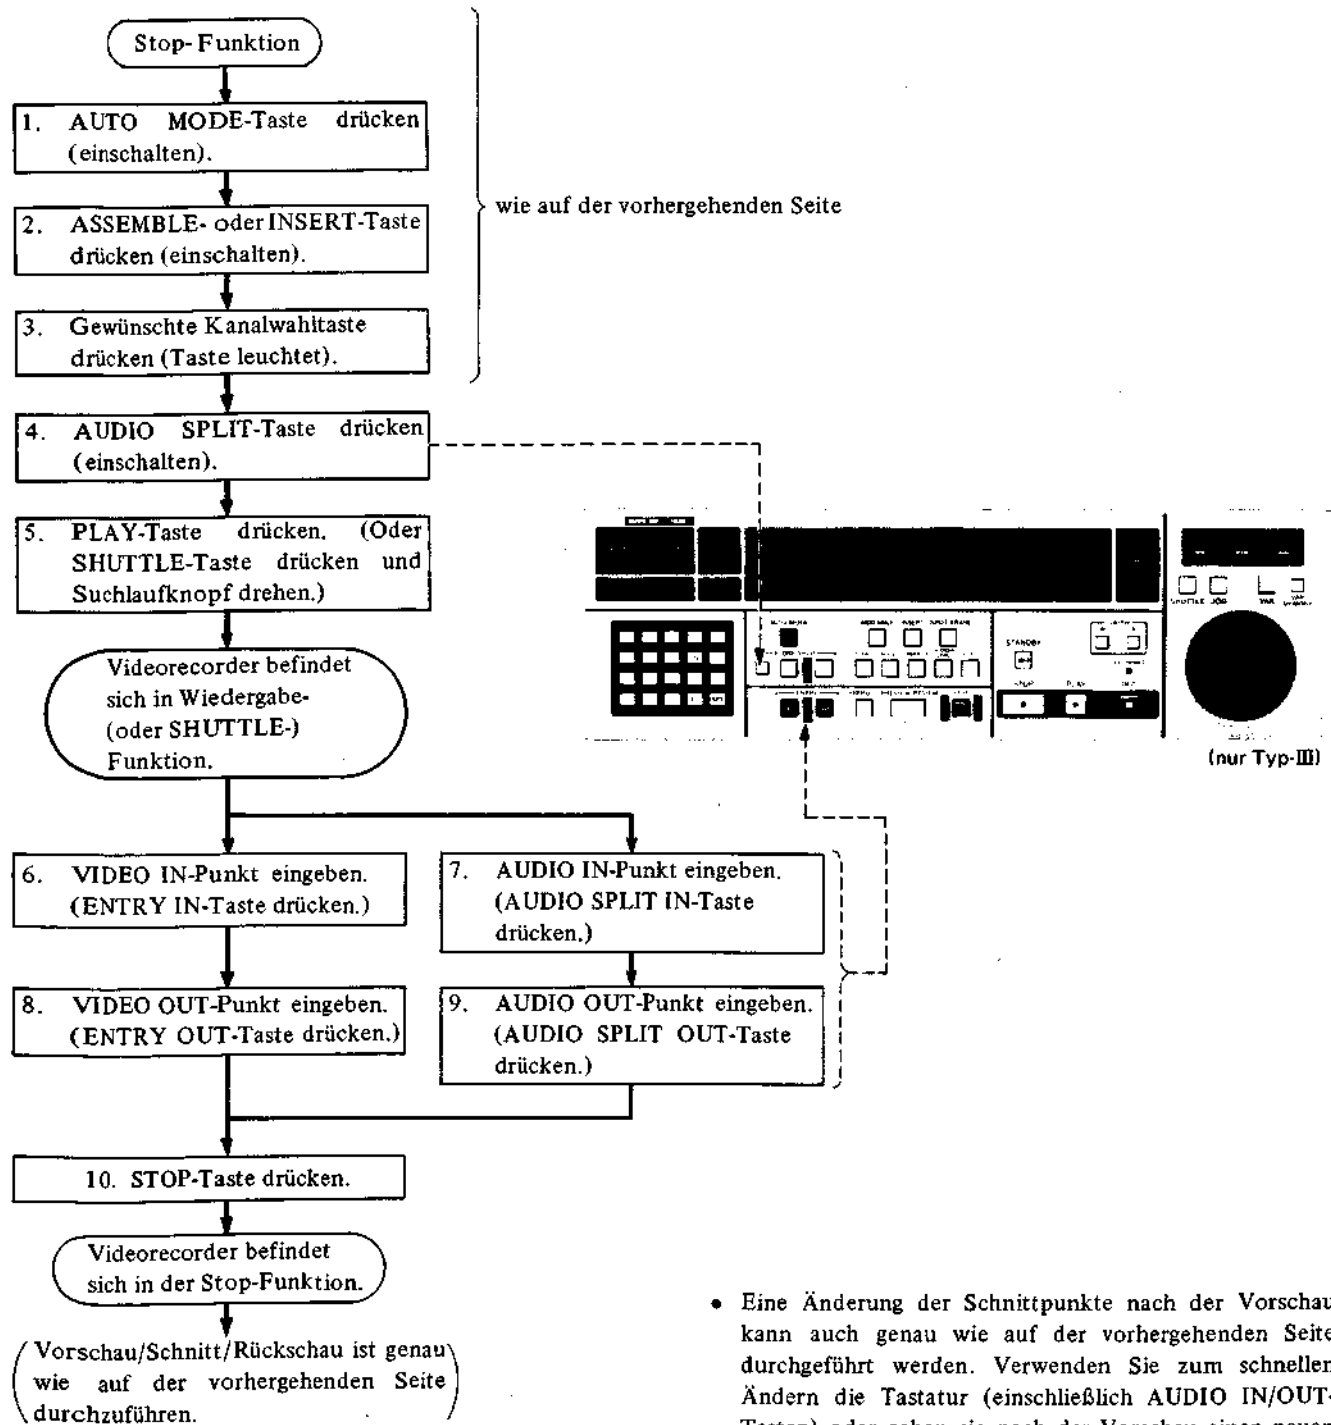 Stop-Funktion
1. AUTO MODE-Taste drücken
(einschalten).
2. ASSEMBLE- oder INSERT-Taste
drücken (einschalten).
3. Gewünschte Kanalwahltaste
drücken (Taste leuchtet).
wie auf der vorhergehenden Seite
4. AUDIO SPLIT-Taste drücken
(einschalten).
5. PLAY-Taste drücken. (Oder
SHUTTLE-Taste drücken und
Suchlaufknopf drehen.)
Videorecorder befindet
sich in Wiedergabe-
(oder SHUTTLE-)
Funktion.
SHUTTLE JOG VAR
STANDBY
STOP PLAY
(nur Typ-III)
6. VIDEO IN-Punkt eingeben.
(ENTRY IN-Taste drücken.)
7. AUDIO IN-Punkt eingeben.
(AUDIO SPLIT IN-Taste
drücken.)
8. VIDEO OUT-Punkt eingeben.
(ENTRY OUT-Taste drücken.)
9. AUDIO OUT-Punkt eingeben.
(AUDIO SPLIT OUT-Taste
drücken.)
10. STOP-Taste drücken.
Videorecorder befindet
sich in der Stop-Funktion.
(Vorschau/Schnitt/Rückschau ist genau
wie auf der vorhergehenden Seite
durchzuführen.)
• Eine Änderung der Schnittpunkte nach der Vorschau
kann auch genau wie auf der vorhergehenden Seite
durchgeführt werden. Verwenden Sie zum schnellen
Ändern die Tastatur (einschließlich AUDIO IN/OUT-